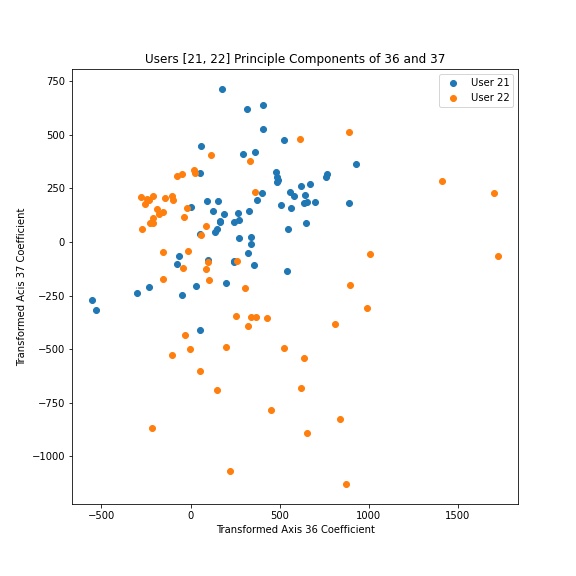 Users [21, 22] Principle Components of 36 and 37
User 21
User 22
750
500
250
0
−250
−500
−750
−1000
Transformed Acis 37 Coefficient
−500
0
500
1000
1500
Transformed Axis 36 Coefficient